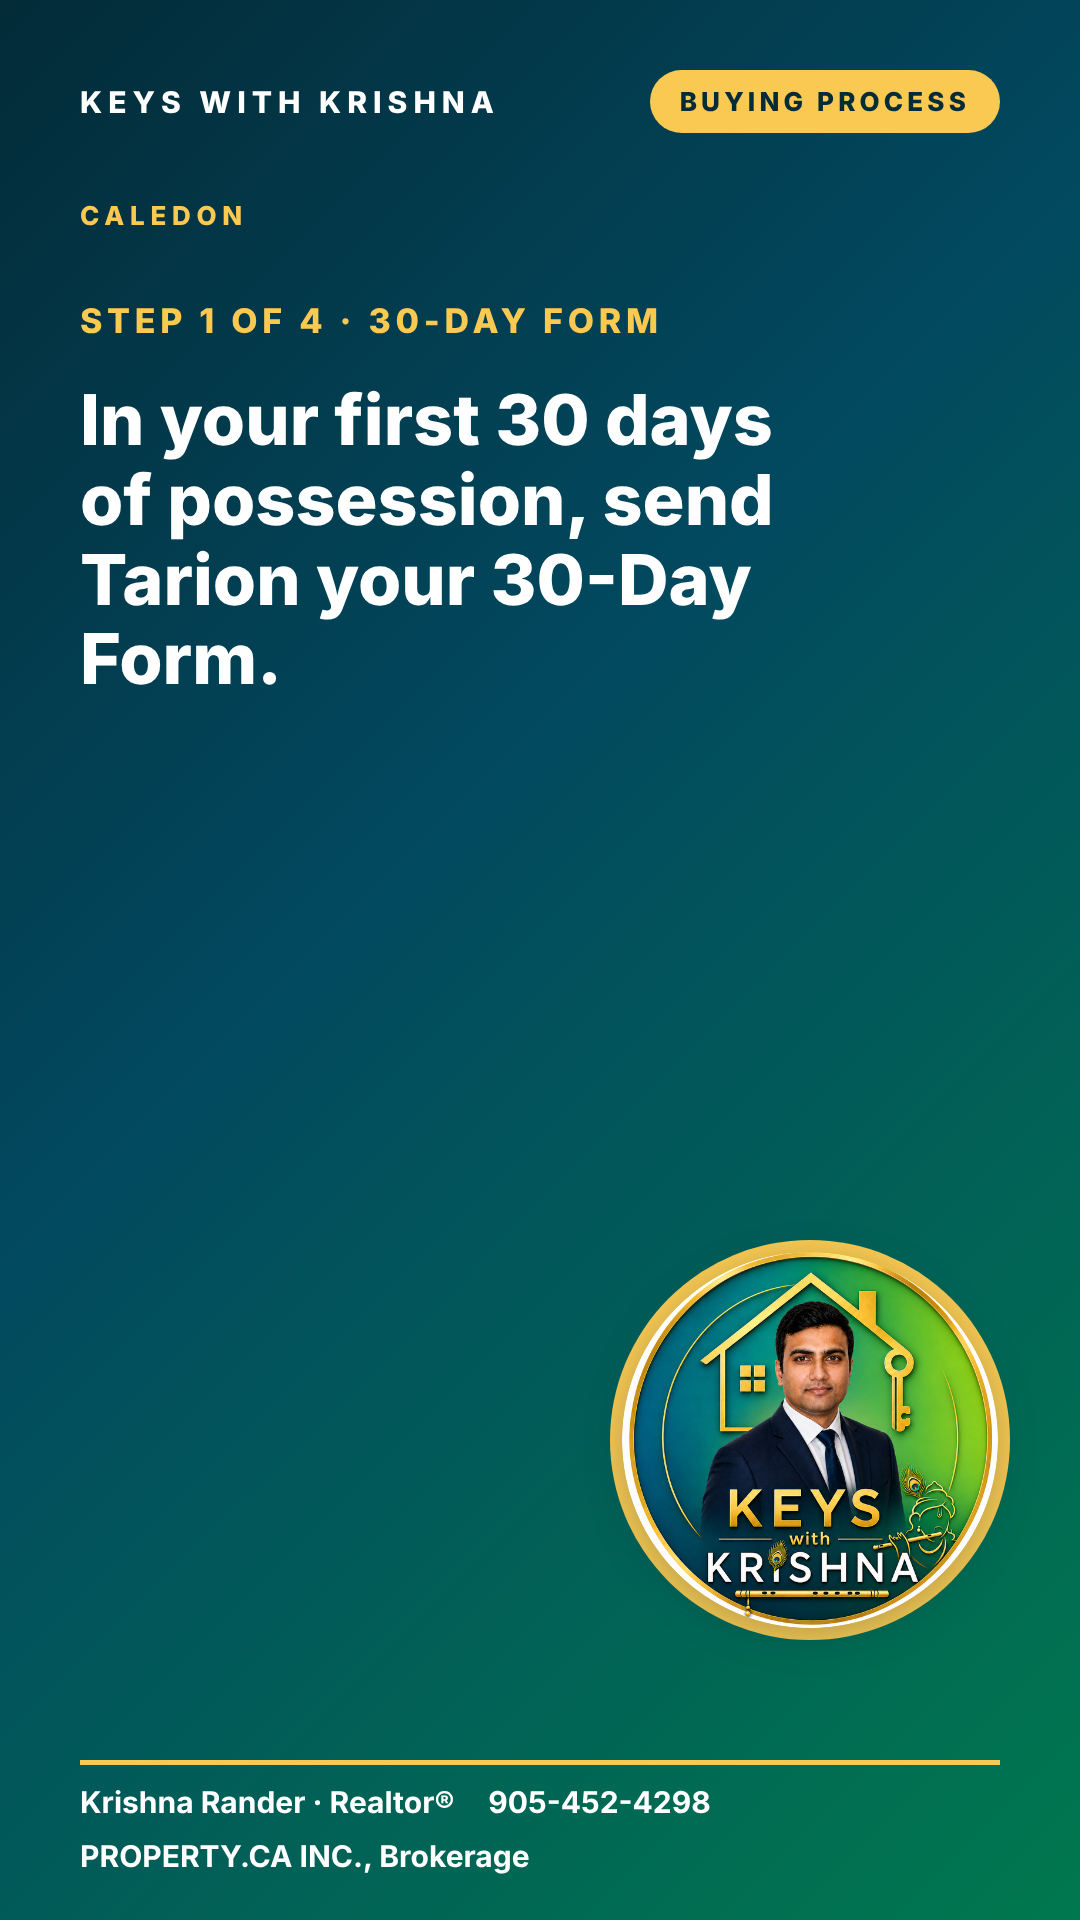 KEYS WITH KRISHNA
BUYING PROCESS
CALEDON
STEP 1 OF 4 · 30-DAY FORM
In your first 30 days
of possession, send
Tarion your 30-Day
Form.
KEYS
with
KRISHNA
Krishna Rander · Realtor® 905-452-4298
PROPERTY.CA INC., Brokerage